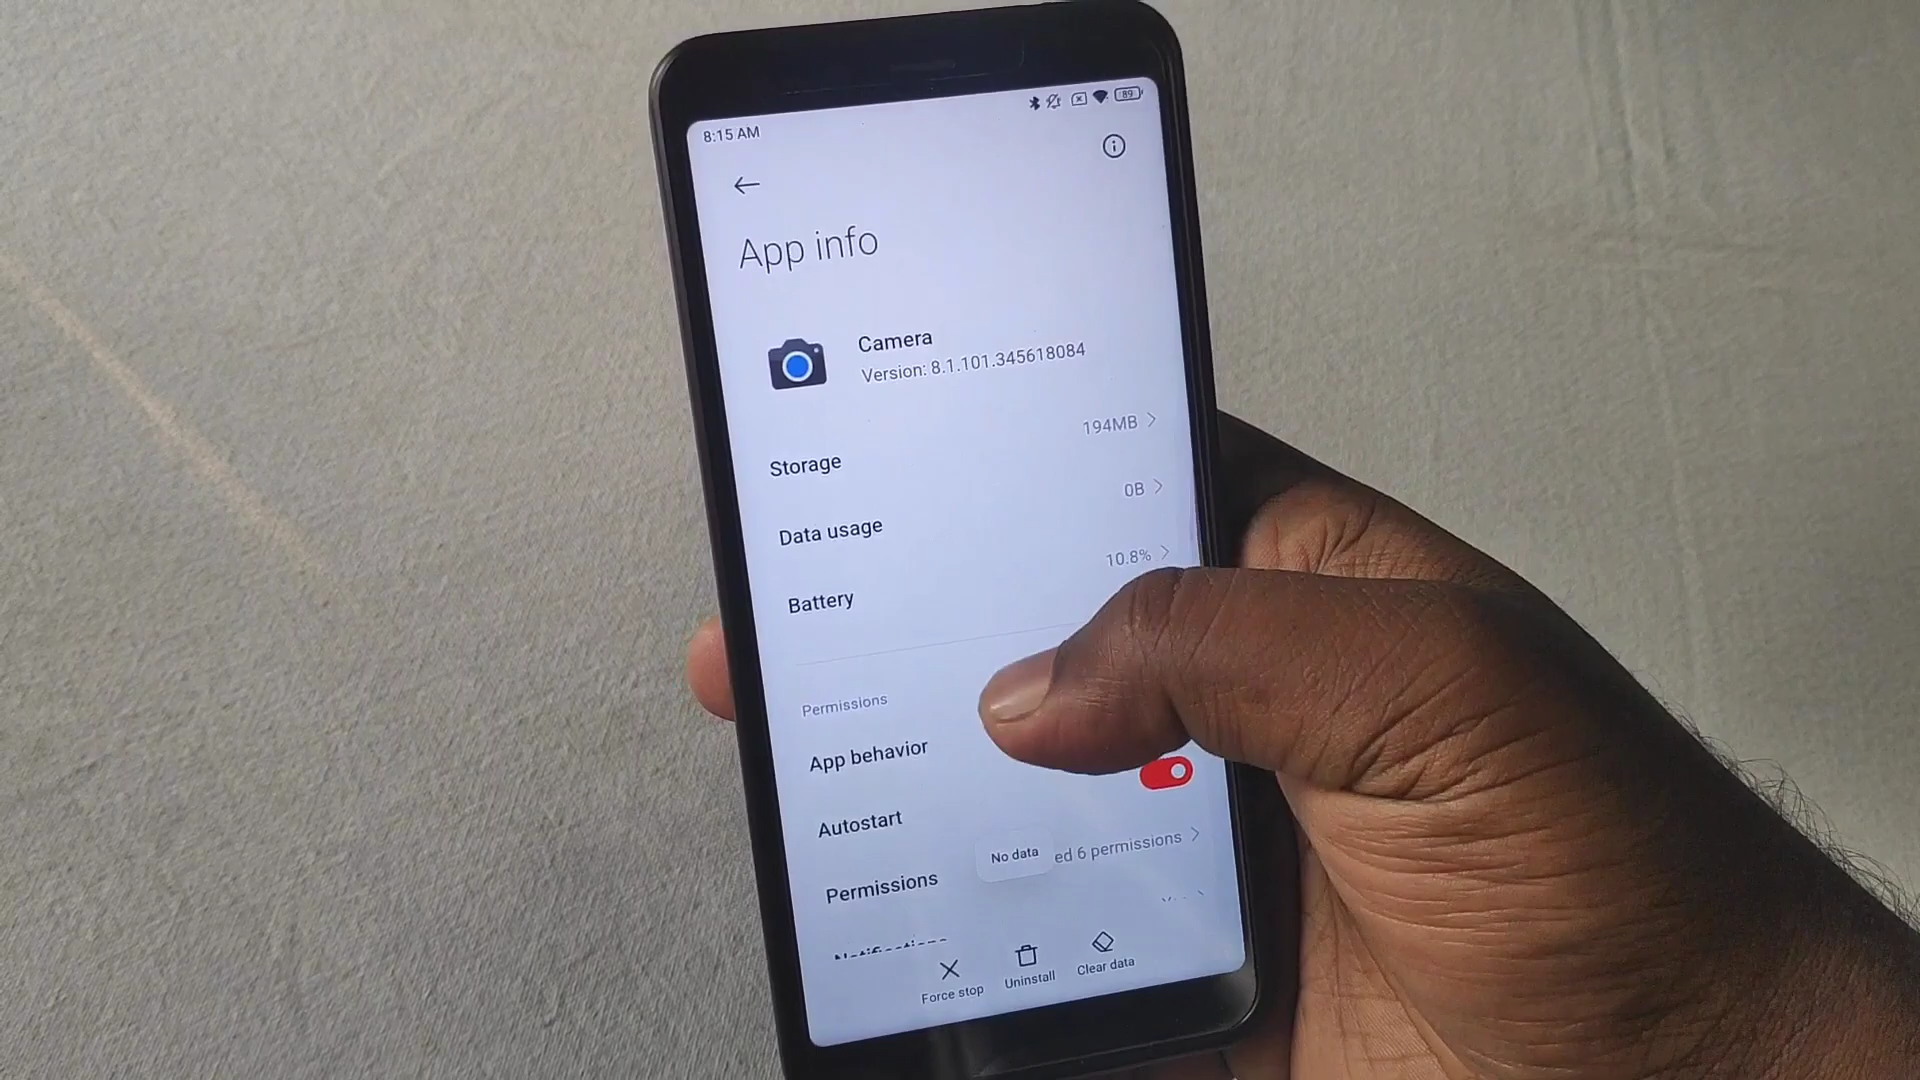 8:15 AM
89
App info
Camera
Version: 8.1.101.345618084
Storage
194MB
Data usage
0B
Battery
10.8%
Permissions
App behavior
Autostart
Permissions
ed 6 permissions
No data
Force stop
Uninstall
Clear data